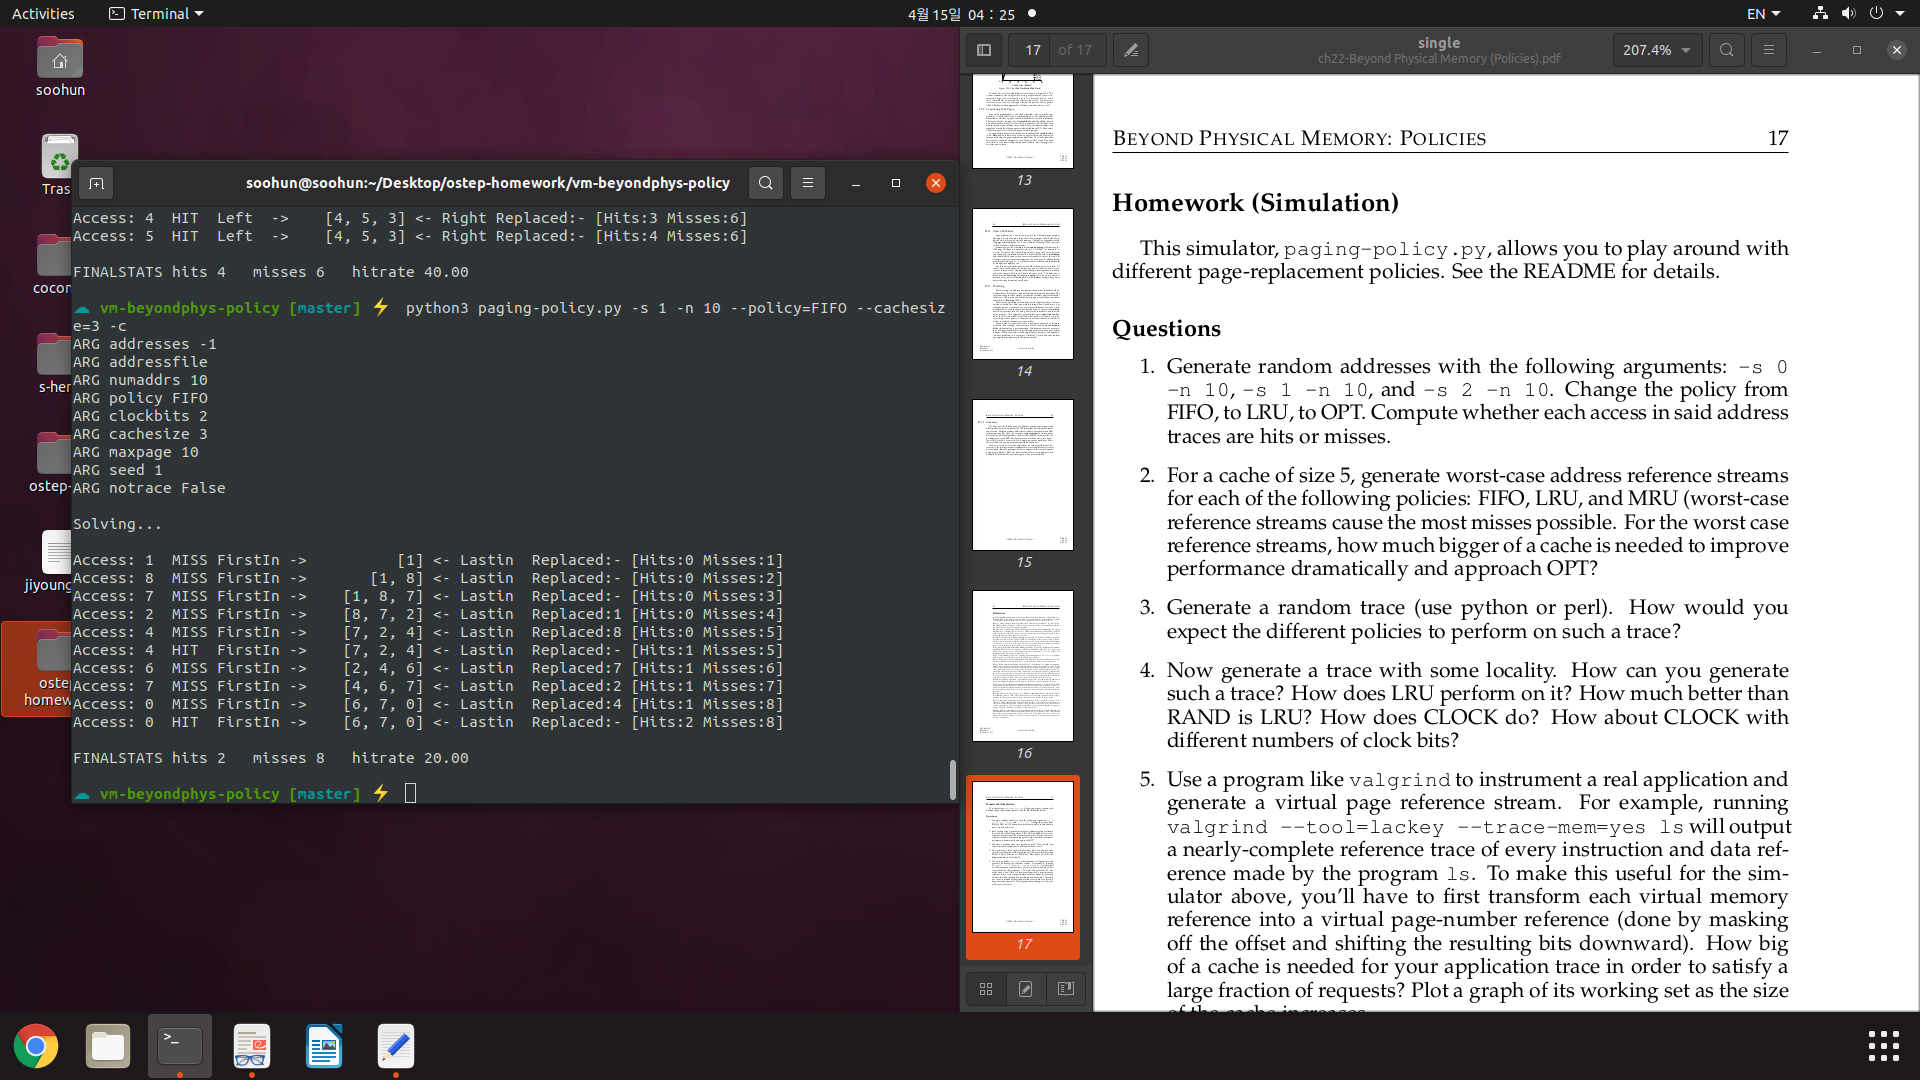 Activities
Terminal
4월 15일 04 : 25
EN
soohun
Tras
cocon
s-her
ostep-
jiyoung
ostep
homew
soohun@soohun:~/Desktop/ostep-homework/vm-beyondphys-policy
Access: 4  HIT  Left  ->    [4, 5, 3] <- Right Replaced:- [Hits:3 Misses:6]
Access: 5  HIT  Left  ->    [4, 5, 3] <- Right Replaced:- [Hits:4 Misses:6]
FINALSTATS hits 4   misses 6   hitrate 40.00
vm-beyondphys-policy [master] ⚡  python3 paging-policy.py -s 1 -n 10 --policy=FIFO --cachesiz
e=3 -c
ARG addresses -1
ARG addressfile
ARG numaddrs 10
ARG policy FIFO
ARG clockbits 2
ARG cachesize 3
ARG maxpage 10
ARG seed 1
ARG notrace False
Solving...
Access: 1  MISS FirstIn ->          [1] <- Lastin  Replaced:- [Hits:0 Misses:1]
Access: 8  MISS FirstIn ->       [1, 8] <- Lastin  Replaced:- [Hits:0 Misses:2]
Access: 7  MISS FirstIn ->    [1, 8, 7] <- Lastin  Replaced:- [Hits:0 Misses:3]
Access: 2  MISS FirstIn ->    [8, 7, 2] <- Lastin  Replaced:1 [Hits:0 Misses:4]
Access: 4  MISS FirstIn ->    [7, 2, 4] <- Lastin  Replaced:8 [Hits:0 Misses:5]
Access: 4  HIT  FirstIn ->    [7, 2, 4] <- Lastin  Replaced:- [Hits:1 Misses:5]
Access: 6  MISS FirstIn ->    [2, 4, 6] <- Lastin  Replaced:7 [Hits:1 Misses:6]
Access: 7  MISS FirstIn ->    [4, 6, 7] <- Lastin  Replaced:2 [Hits:1 Misses:7]
Access: 0  MISS FirstIn ->    [6, 7, 0] <- Lastin  Replaced:4 [Hits:1 Misses:8]
Access: 0  HIT  FirstIn ->    [6, 7, 0] <- Lastin  Replaced:- [Hits:2 Misses:8]
FINALSTATS hits 2   misses 8   hitrate 20.00
vm-beyondphys-policy [master] ⚡
17 of 17
single
ch22-Beyond Physical Memory (Policies).pdf
207.4%
13
14
15
16
17
BEYOND PHYSICAL MEMORY: POLICIES 17
Homework (Simulation)
This simulator, paging-policy.py, allows you to play around with
different page-replacement policies. See the README for details.
Questions
1. Generate random addresses with the following arguments: -s 0
-n 10, -s 1 -n 10, and -s 2 -n 10. Change the policy from
FIFO, to LRU, to OPT. Compute whether each access in said address
traces are hits or misses.
2. For a cache of size 5, generate worst-case address reference streams
for each of the following policies: FIFO, LRU, and MRU (worst-case
reference streams cause the most misses possible. For the worst case
reference streams, how much bigger of a cache is needed to improve
performance dramatically and approach OPT?
3. Generate a random trace (use python or perl). How would you
expect the different policies to perform on such a trace?
4. Now generate a trace with some locality. How can you generate
such a trace? How does LRU perform on it? How much better than
RAND is LRU? How does CLOCK do? How about CLOCK with
different numbers of clock bits?
5. Use a program like valgrind to instrument a real application and
generate a virtual page reference stream. For example, running
valgrind --tool=lackey --trace-mem=yes ls will output
a nearly-complete reference trace of every instruction and data ref-
erence made by the program ls. To make this useful for the sim-
ulator above, you'll have to first transform each virtual memory
reference into a virtual page-number reference (done by masking
off the offset and shifting the resulting bits downward). How big
of a cache is needed for your application trace in order to satisfy a
large fraction of requests? Plot a graph of its working set as the size
of the cache increases.